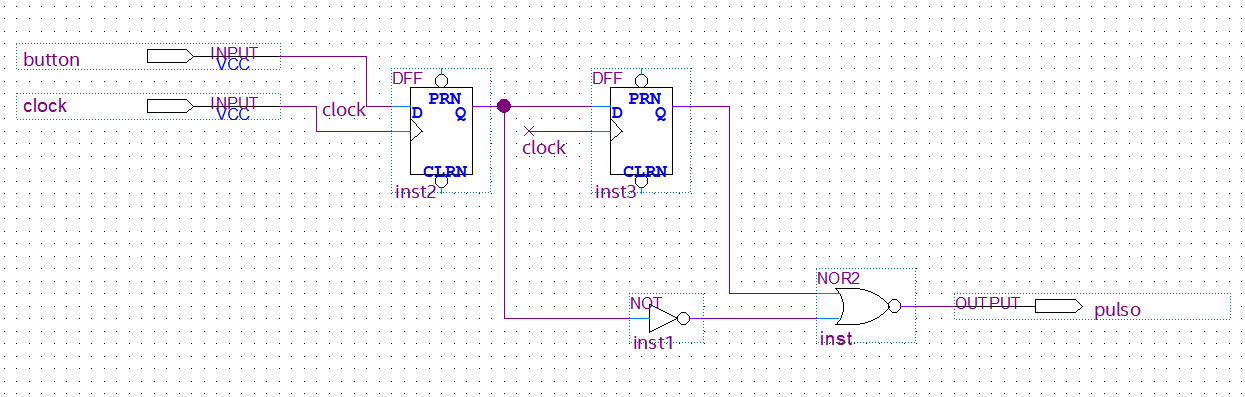 button
INPUT
VCC
clock
INPUT
VCC
clock
DFF
PRN
D
Q
CLRN
inst2
clock
DFF
PRN
D
Q
CLRN
inst3
NOT
inst1
NOR2
inst
OUTPUT
pulso